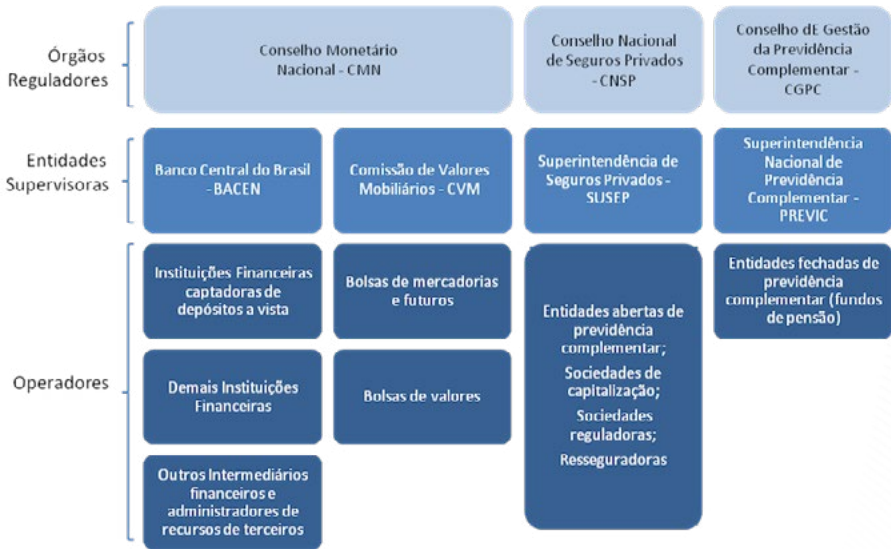 Órgãos
Reguladores
Conselho Monetário
Nacional - CMN
Conselho Nacional
de Seguros Privados
- CNSP
Conselho dE Gestão
da Previdência
Complementar -
CGPC
Entidades
Supervisoras
Banco Central do Brasil
- BACEN
Comissão de Valores
Mobiliários - CVM
Superintendência de
Seguros Privados -
SUSEP
Superintendência
Nacional de
Previdência
Complementar -
PREVIC
Operadores
Instituições Financeiras
captadoras de
depósitos a vista
Bolsas de mercadorias
e futuros
Entidades abertas de
previdência
complementar;
Sociedades de
capitalização;
Sociedades
reguladoras;
Resseguradoras
Entidades fechadas de
previdência
complementar (fundos
de pensão)
Demais Instituições
Financeiras
Bolsas de valores
Outros Intermediários
financeiros e
administradores de
recursos de terceiros